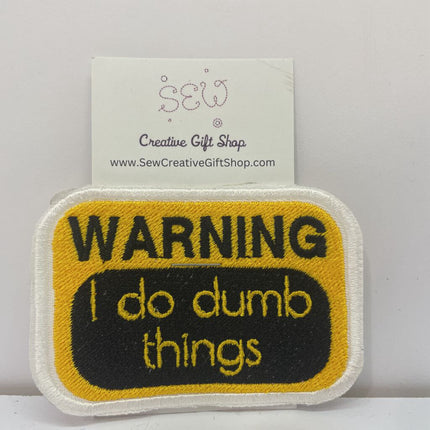 SEW
Creative Gift Shop
www.SewCreativeGiftShop.com
WARNING
I do dumb
things